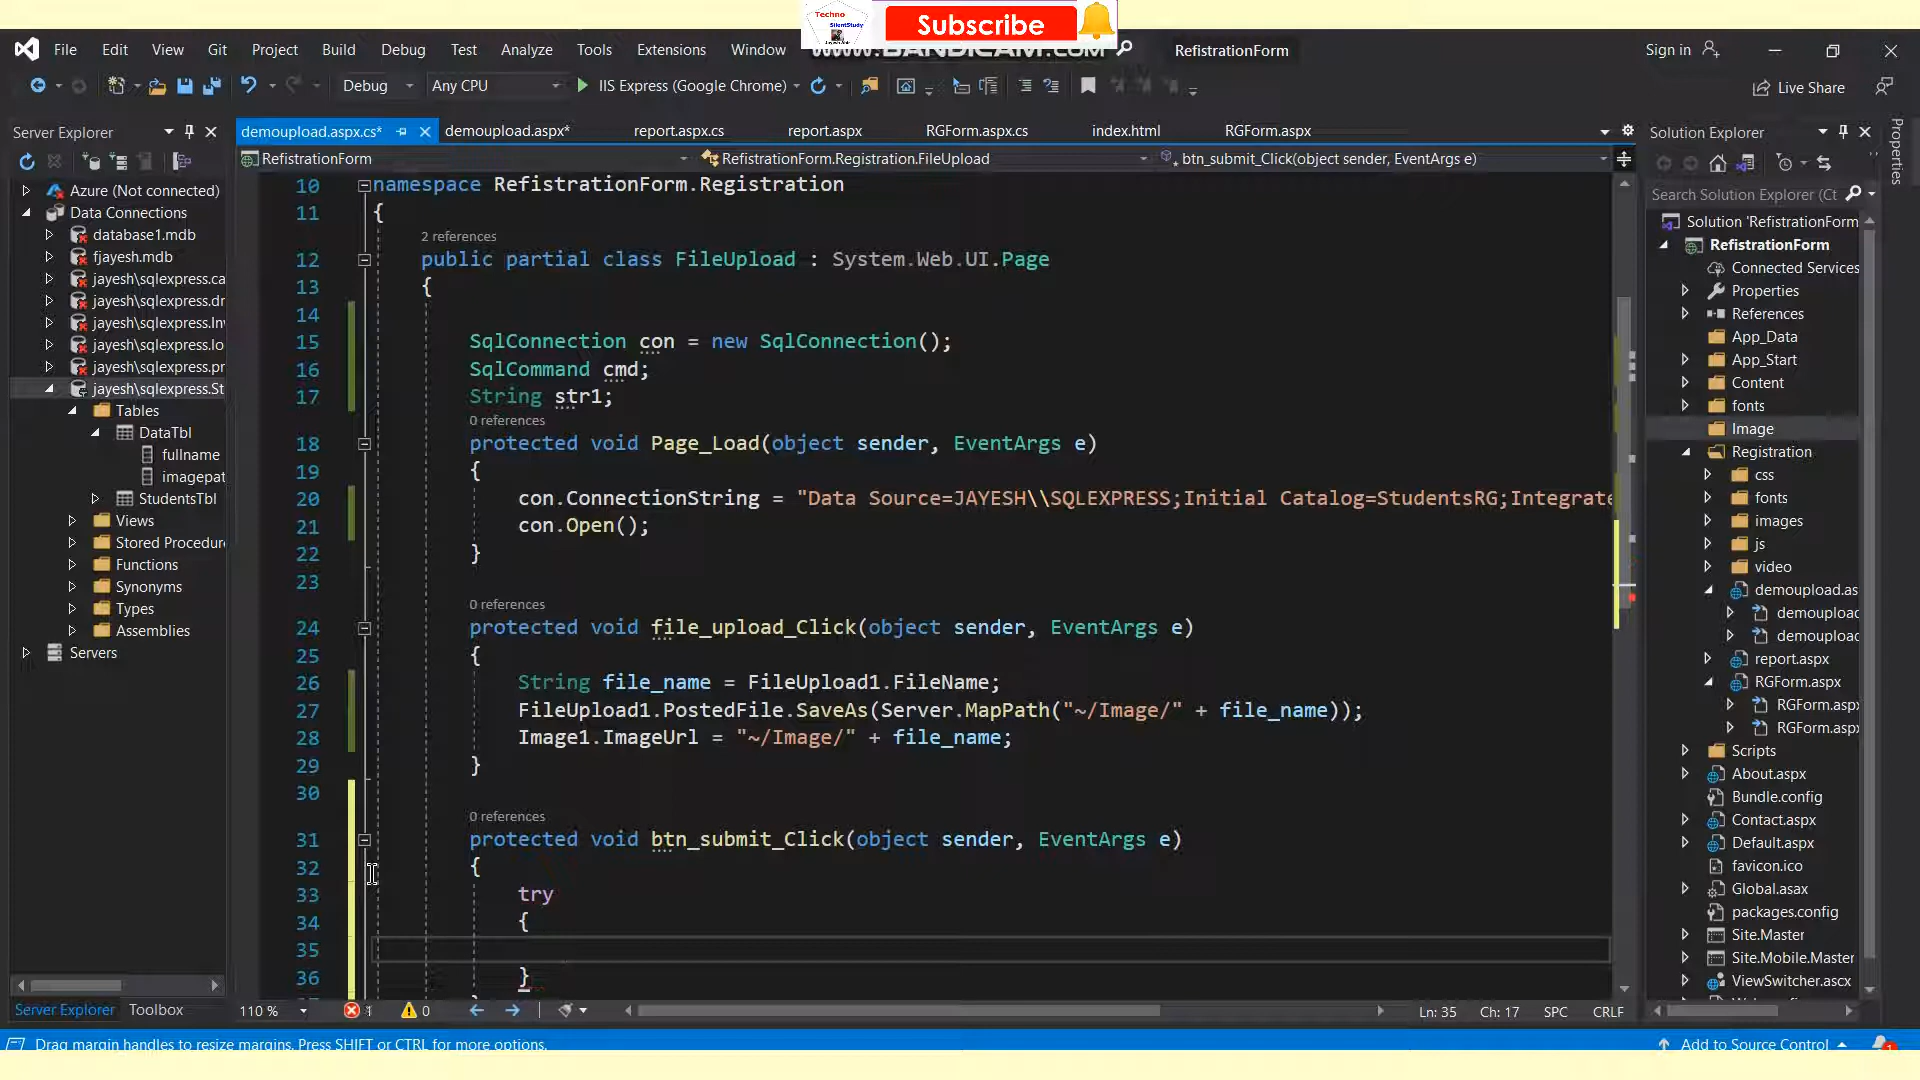 Techno
SilentStudy
Subscribe
www.BANDICAM.com
File Edit View Git Project Build Debug Test Analyze Tools Extensions Window
RefistrationForm
Sign in
Debug
Any CPU
IIS Express (Google Chrome)
Live Share
Server Explorer
demoupload.aspx.cs*
demoupload.aspx*
report.aspx.cs
report.aspx
RGForm.aspx.cs
index.html
RGForm.aspx
Solution Explorer
Properties
RefistrationForm
RefistrationForm.Registration.FileUpload
btn_submit_Click(object sender, EventArgs e)
Azure (Not connected)
Data Connections
database1.mdb
fjayesh.mdb
jayesh\sqlexpress.ca
jayesh\sqlexpress.dr
jayesh\sqlexpress.In
jayesh\sqlexpress.lo
jayesh\sqlexpress.pr
jayesh\sqlexpress.St
Tables
DataTbl
fullname
imagepat
StudentsTbl
Views
Stored Procedur
Functions
Synonyms
Types
Assemblies
Servers
Server Explorer Toolbox
10 namespace RefistrationForm.Registration
11 {
2 references
12 public partial class FileUpload : System.Web.UI.Page
13 {
14
15 SqlConnection con = new SqlConnection();
16 SqlCommand cmd;
17 String str1;
0 references
18 protected void Page_Load(object sender, EventArgs e)
19 {
20 con.ConnectionString = "Data Source=JAYESH\\SQLEXPRESS;Initial Catalog=StudentsRG;Integrate
21 con.Open();
22 }
23
0 references
24 protected void file_upload_Click(object sender, EventArgs e)
25 {
26 String file_name = FileUpload1.FileName;
27 FileUpload1.PostedFile.SaveAs(Server.MapPath("~/Image/" + file_name));
28 Image1.ImageUrl = "~/Image/" + file_name;
29 }
30
0 references
31 protected void btn_submit_Click(object sender, EventArgs e)
32 {
33 try
34 {
35
36 }
110 %
1
0
Ln: 35 Ch: 17 SPC CRLF
Search Solution Explorer (Ct
Solution 'RefistrationForm
RefistrationForm
Connected Services
Properties
References
App_Data
App_Start
Content
fonts
Image
Registration
css
fonts
images
js
video
demoupload.as
demoupload
demoupload
report.aspx
RGForm.aspx
RGForm.aspx
RGForm.aspx
Scripts
About.aspx
Bundle.config
Contact.aspx
Default.aspx
favicon.ico
Global.asax
packages.config
Site.Master
Site.Mobile.Master
ViewSwitcher.ascx
Drag margin handles to resize margins. Press SHIFT or CTRL for more options.
Add to Source Control
1